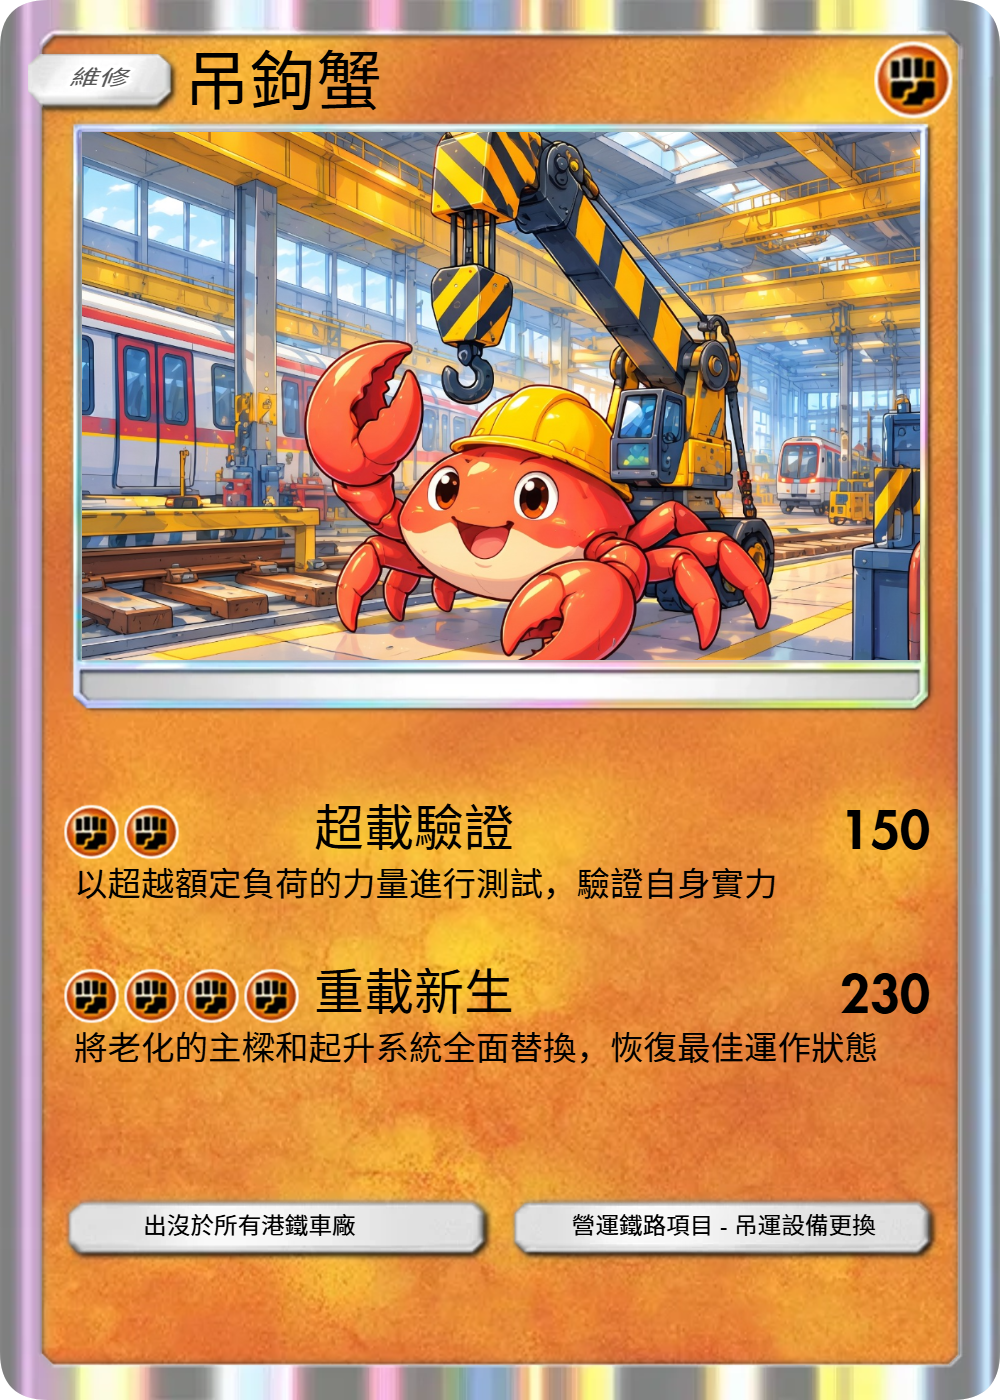 維修
吊鉤蟹
超載驗證 150
以超越額定負荷的力量進行測試，驗證自身實力
重載新生 230
將老化的主樑和起升系統全面替換，恢復最佳運作狀態
出沒於所有港鐵車廠
營運鐵路項目 - 吊運設備更換